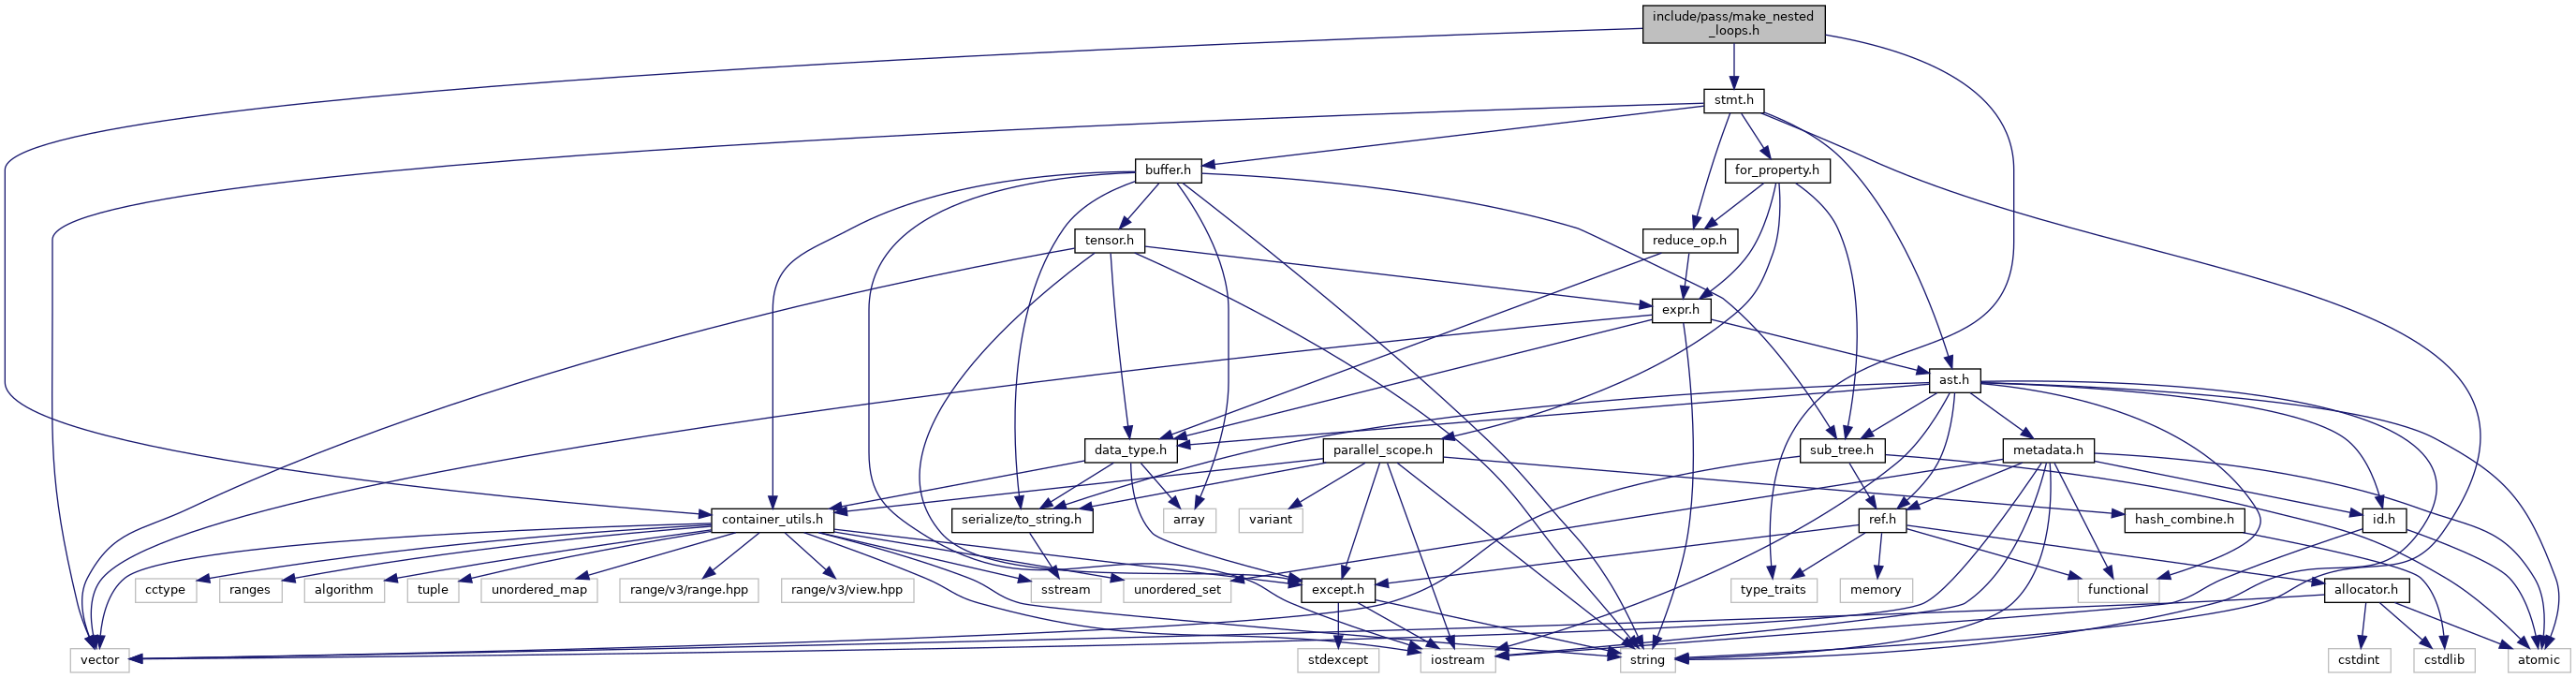 include/pass/make_nested
_loops.h
stmt.h
buffer.h
for_property.h
tensor.h
reduce_op.h
expr.h
ast.h
data_type.h
parallel_scope.h
sub_tree.h
metadata.h
container_utils.h
serialize/to_string.h
array
variant
ref.h
hash_combine.h
id.h
cctype
ranges
algorithm
tuple
unordered_map
range/v3/range.hpp
range/v3/view.hpp
sstream
unordered_set
except.h
type_traits
memory
functional
allocator.h
vector
stdexcept
iostream
string
cstdint
cstdlib
atomic